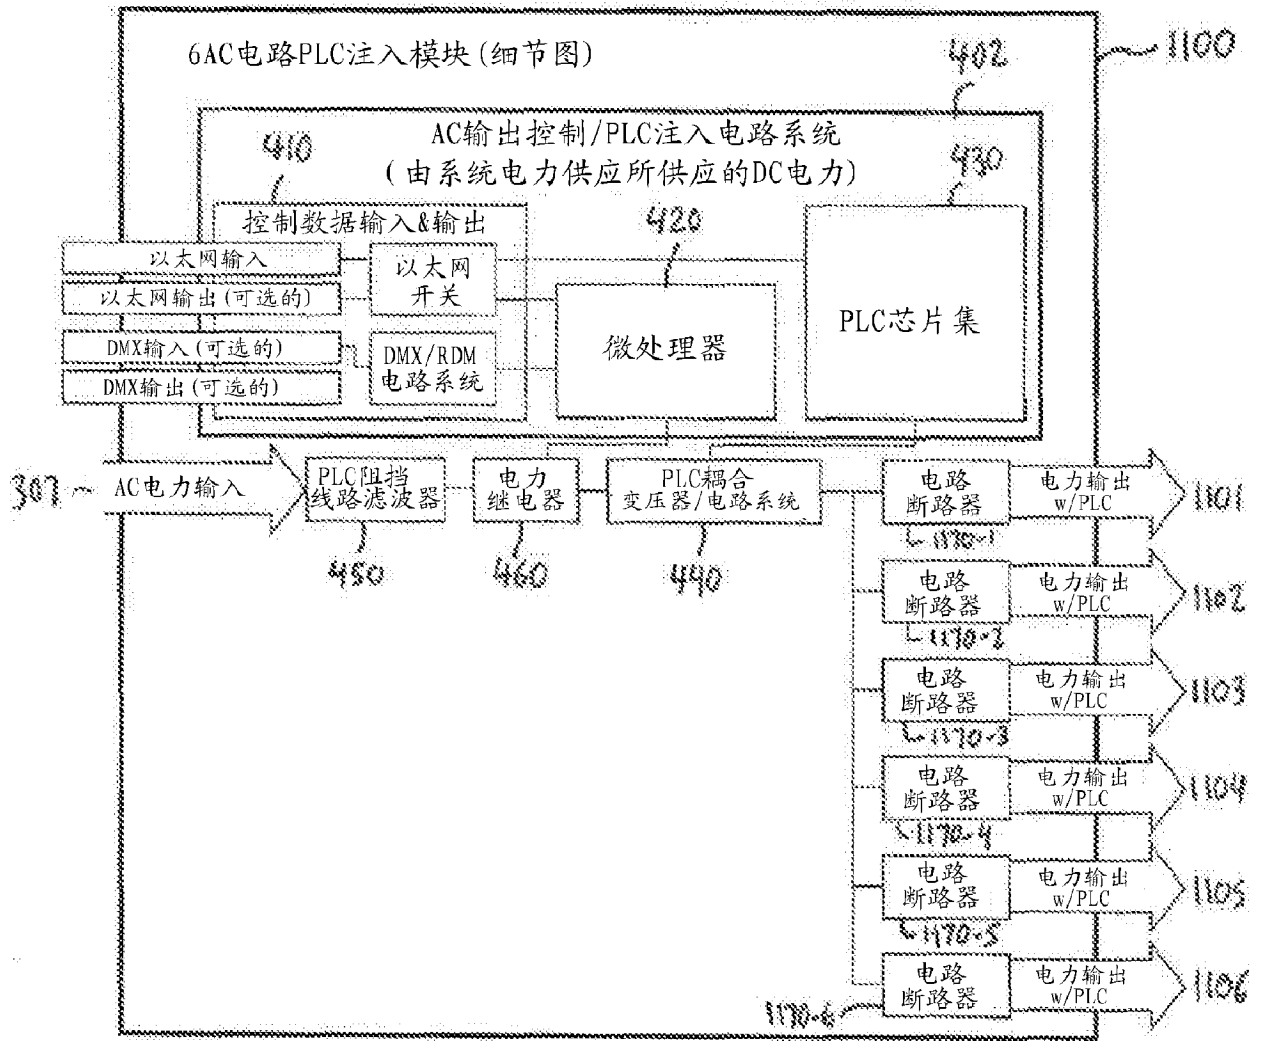 6AC电路PLC注入模块(细节图)
1100
402
AC输出控制/PLC注入电路系统
(由系统电力供应所供应的DC电力)
410
430
控制数据输入&输出
420
以太网输入
以太网输出(可选的)
DMX输入(可选的)
DMX输出(可选的)
以太网
开关
DMX/RDM
电路系统
微处理器
PLC芯片集
307
AC电力输入
PLC阻挡
线路滤波器
450
电力
继电器
460
PLC耦合
变压器/电路系统
440
电路
断路器
1170-1
电力输出
w/PLC
1101
电路
断路器
1170-2
电力输出
w/PLC
1102
电路
断路器
1170-3
电力输出
w/PLC
1103
电路
断路器
1170-4
电力输出
w/PLC
1104
电路
断路器
1170-5
电力输出
w/PLC
1105
电路
断路器
1170-6
电力输出
w/PLC
1106